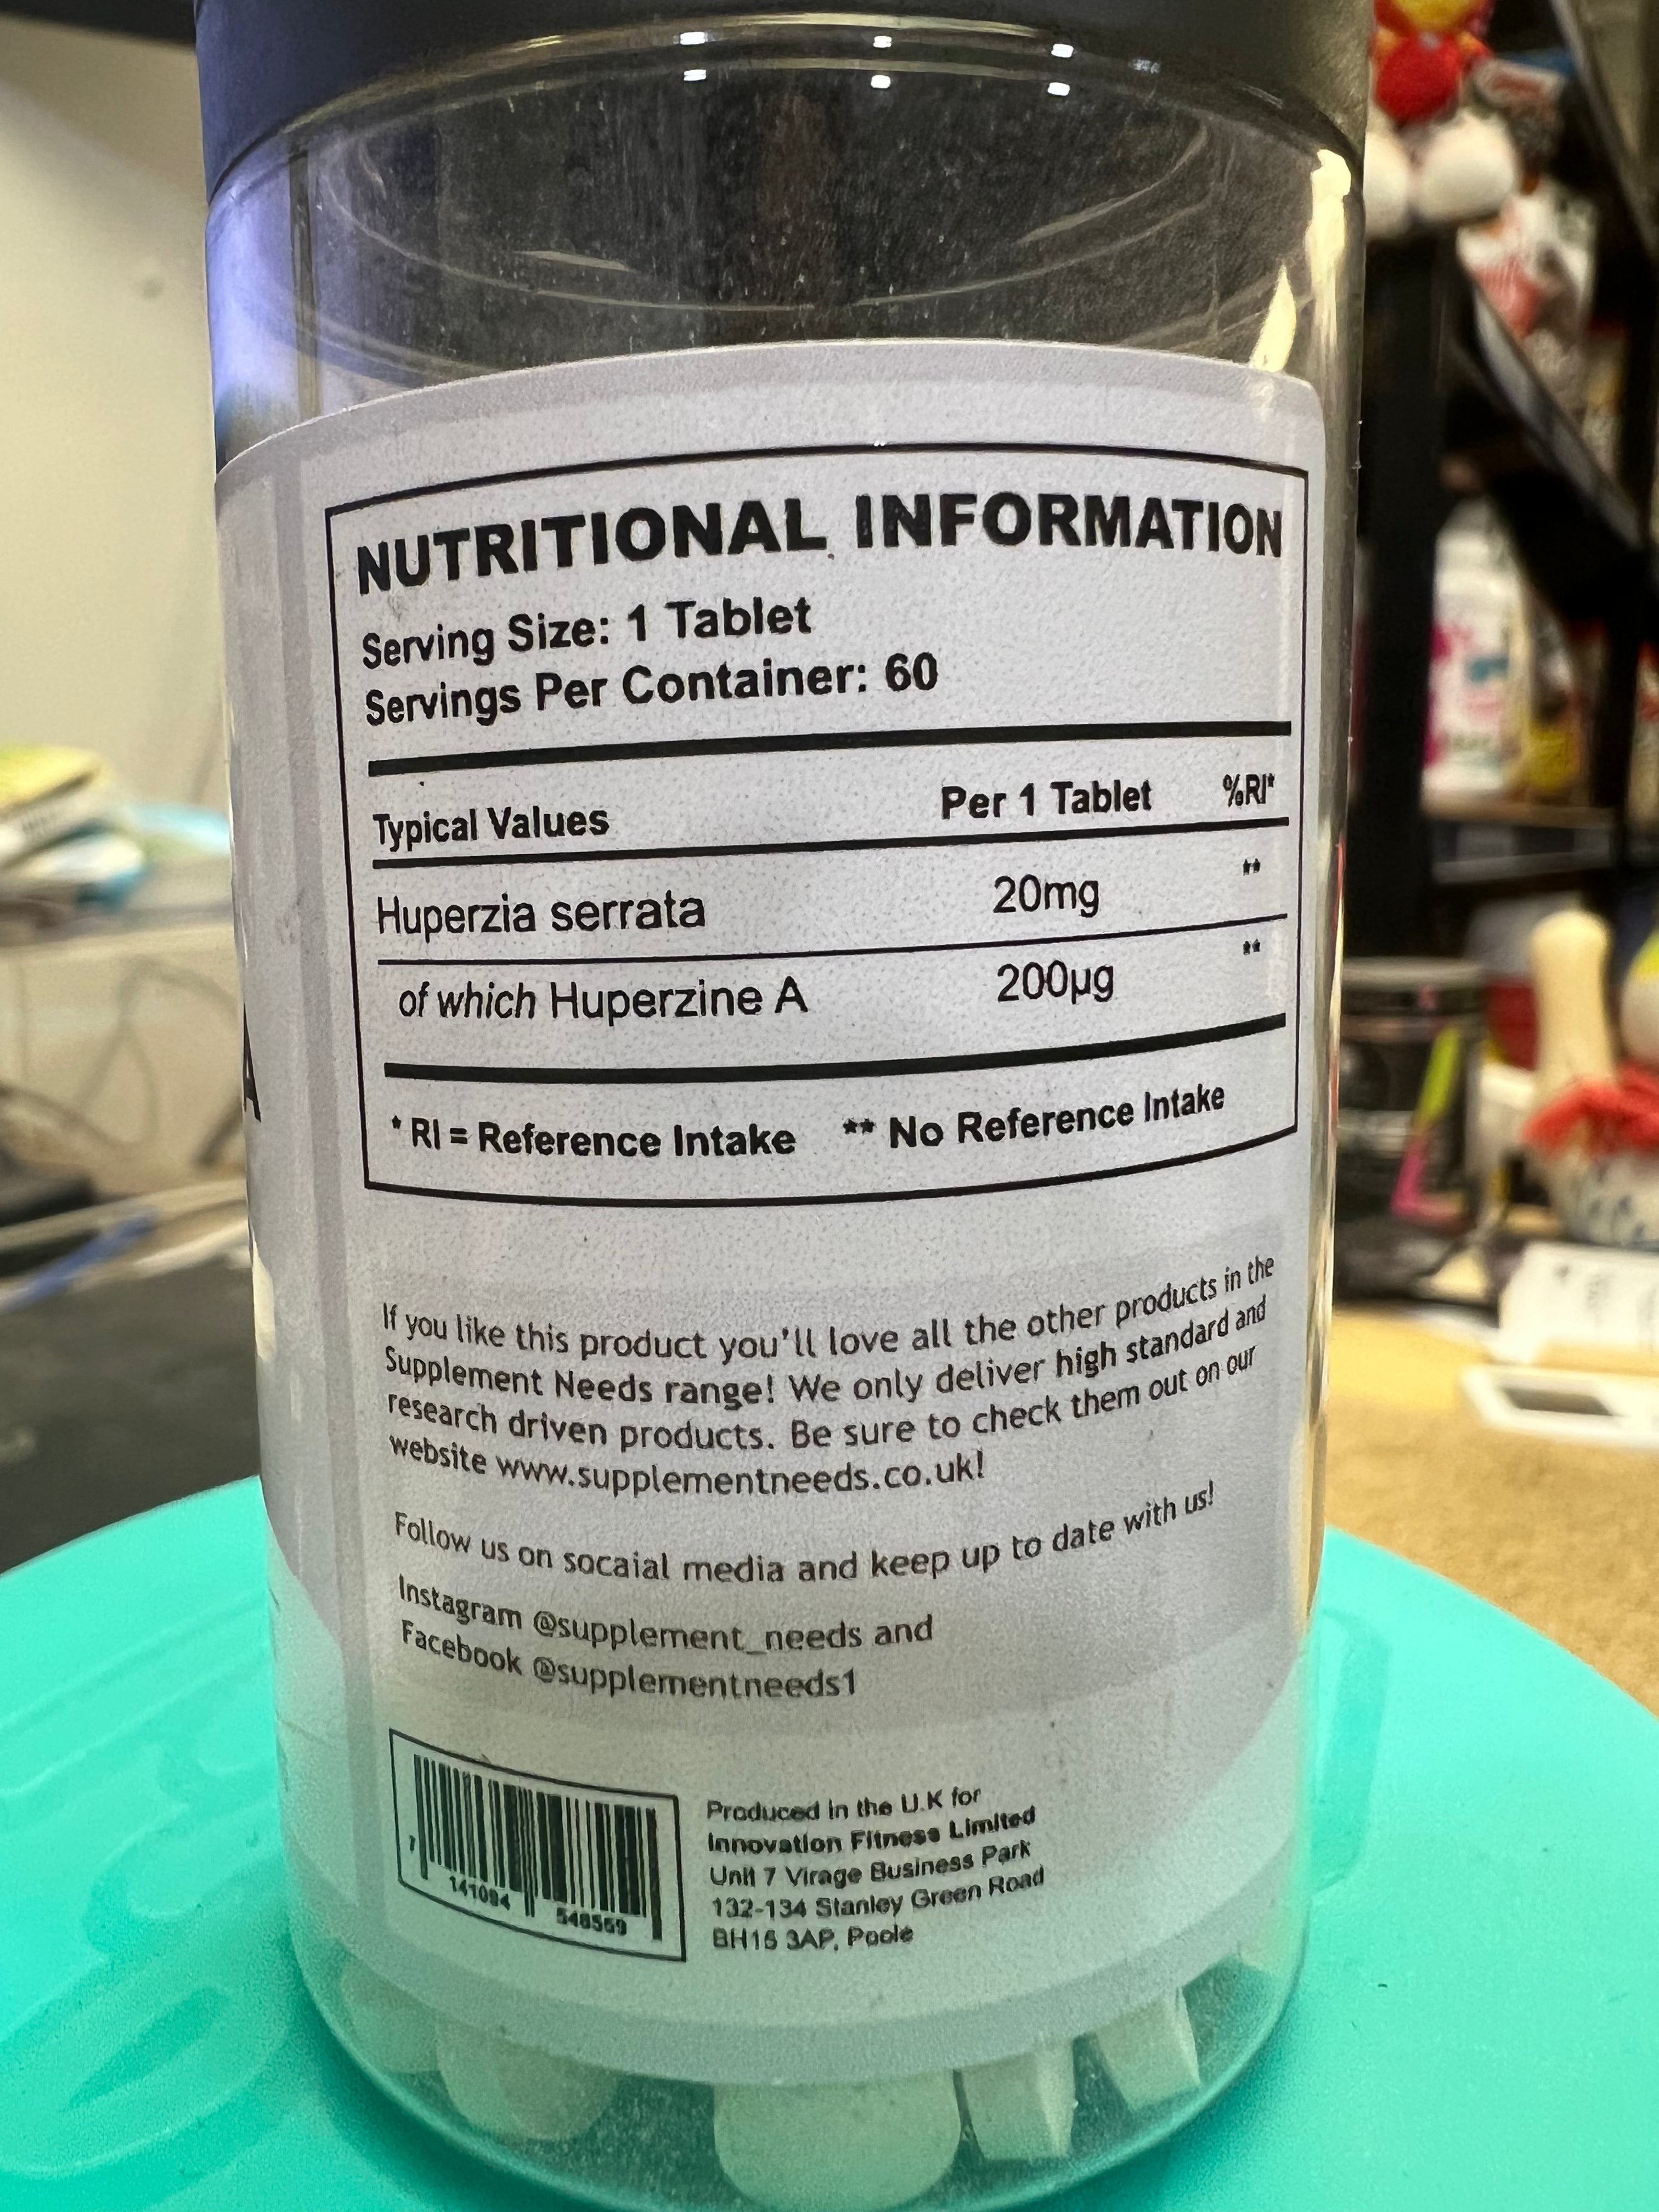 NUTRITIONAL INFORMATION
Serving Size: 1 Tablet
Servings Per Container: 60
Typical Values Per 1 Tablet %RI*
Huperzia serrata 20mg **
of which Huperzine A 200µg **
* RI = Reference Intake ** No Reference Intake
A
If you like this product you'll love all the other products in the
Supplement Needs range! We only deliver high standard and
research driven products. Be sure to check them out on our
website www.supplementneeds.co.uk!
Follow us on socaial media and keep up to date with us!
Instagram @supplement_needs and
Facebook @supplementneeds1
7 141094 548569
Produced in the U.K for
Innovation Fitness Limited
Unit 7 Virage Business Park
132-134 Stanley Green Road
BH15 3AP, Poole